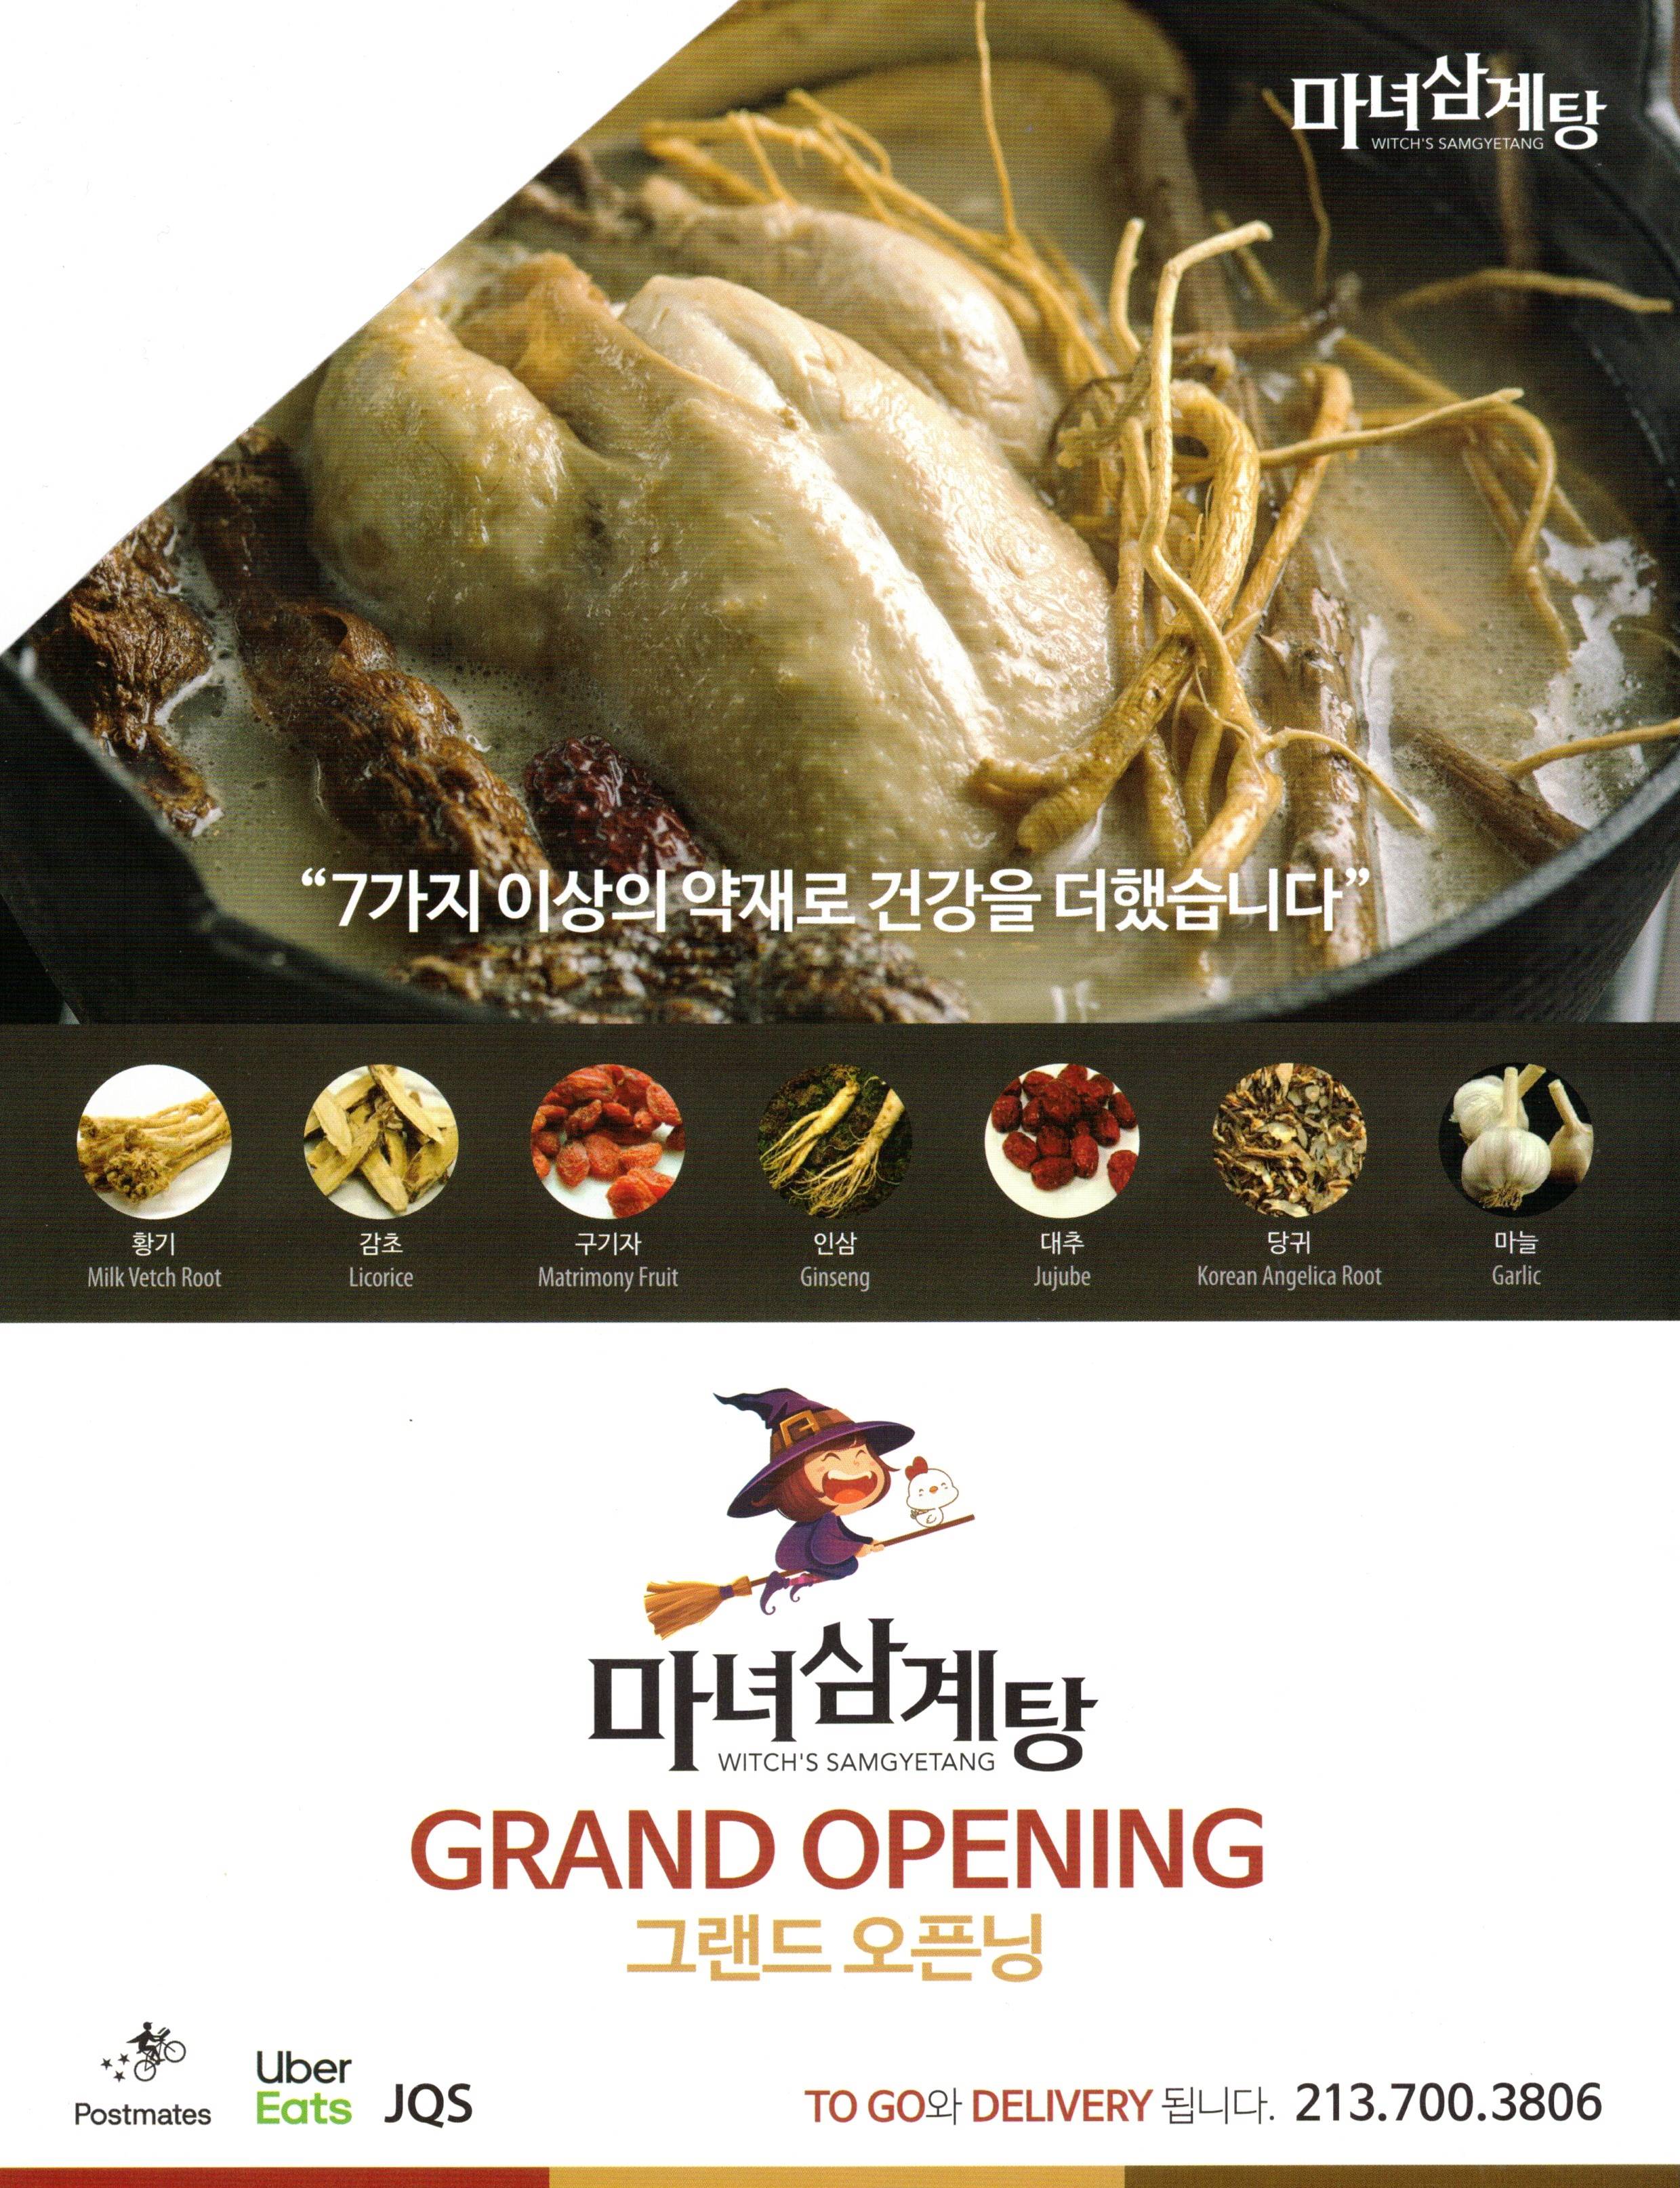 마녀삼계탕
WITCH'S SAMGYETANG
“7가지 이상의 약재로 건강을 더했습니다”
황기 감초 구기자 인삼 대추 당귀 마늘
Milk Vetch Root Licorice Matrimony Fruit Ginseng Jujube Korean Angelica Root Garlic
마녀삼계탕
WITCH'S SAMGYETANG
GRAND OPENING
그랜드 오픈닝
Postmates
Uber
Eats
JQS
TO GO와 DELIVERY 됩니다. 213.700.3806